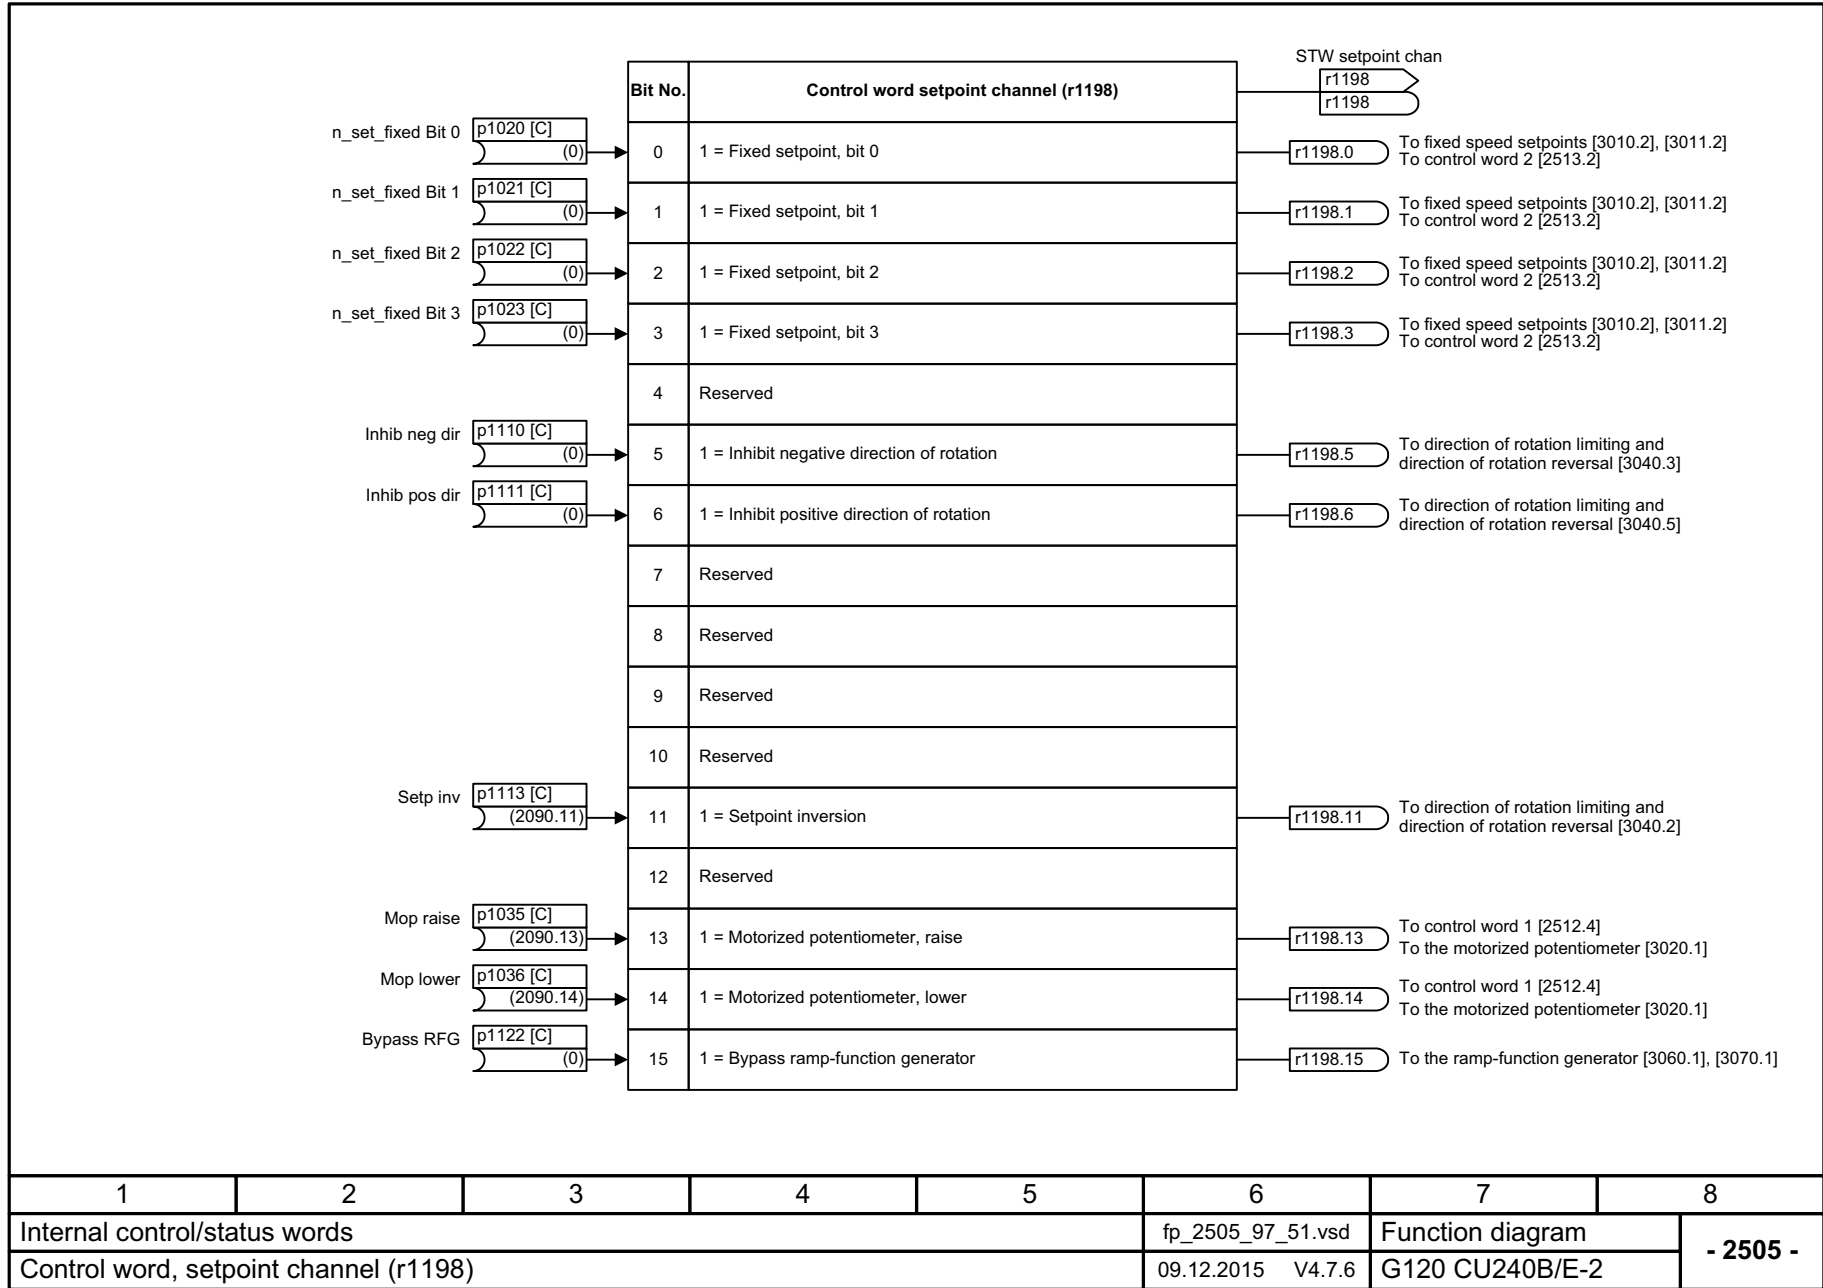 STW setpoint chan
r1198
r1198
Bit No. Control word setpoint channel (r1198)
n_set_fixed Bit 0 p1020 [C]
(0) 0 1 = Fixed setpoint, bit 0 r1198.0 To fixed speed setpoints [3010.2], [3011.2]
To control word 2 [2513.2]
n_set_fixed Bit 1 p1021 [C]
(0) 1 1 = Fixed setpoint, bit 1 r1198.1 To fixed speed setpoints [3010.2], [3011.2]
To control word 2 [2513.2]
n_set_fixed Bit 2 p1022 [C]
(0) 2 1 = Fixed setpoint, bit 2 r1198.2 To fixed speed setpoints [3010.2], [3011.2]
To control word 2 [2513.2]
n_set_fixed Bit 3 p1023 [C]
(0) 3 1 = Fixed setpoint, bit 3 r1198.3 To fixed speed setpoints [3010.2], [3011.2]
To control word 2 [2513.2]
4 Reserved
Inhib neg dir p1110 [C]
(0) 5 1 = Inhibit negative direction of rotation r1198.5 To direction of rotation limiting and
direction of rotation reversal [3040.3]
Inhib pos dir p1111 [C]
(0) 6 1 = Inhibit positive direction of rotation r1198.6 To direction of rotation limiting and
direction of rotation reversal [3040.5]
7 Reserved
8 Reserved
9 Reserved
10 Reserved
Setp inv p1113 [C]
(2090.11) 11 1 = Setpoint inversion r1198.11 To direction of rotation limiting and
direction of rotation reversal [3040.2]
12 Reserved
Mop raise p1035 [C]
(2090.13) 13 1 = Motorized potentiometer, raise r1198.13 To control word 1 [2512.4]
To the motorized potentiometer [3020.1]
Mop lower p1036 [C]
(2090.14) 14 1 = Motorized potentiometer, lower r1198.14 To control word 1 [2512.4]
To the motorized potentiometer [3020.1]
Bypass RFG p1122 [C]
(0) 15 1 = Bypass ramp-function generator r1198.15 To the ramp-function generator [3060.1], [3070.1]
1 2 3 4 5 6 7 8
Internal control/status words fp_2505_97_51.vsd Function diagram - 2505 -
Control word, setpoint channel (r1198) 09.12.2015 V4.7.6 G120 CU240B/E-2